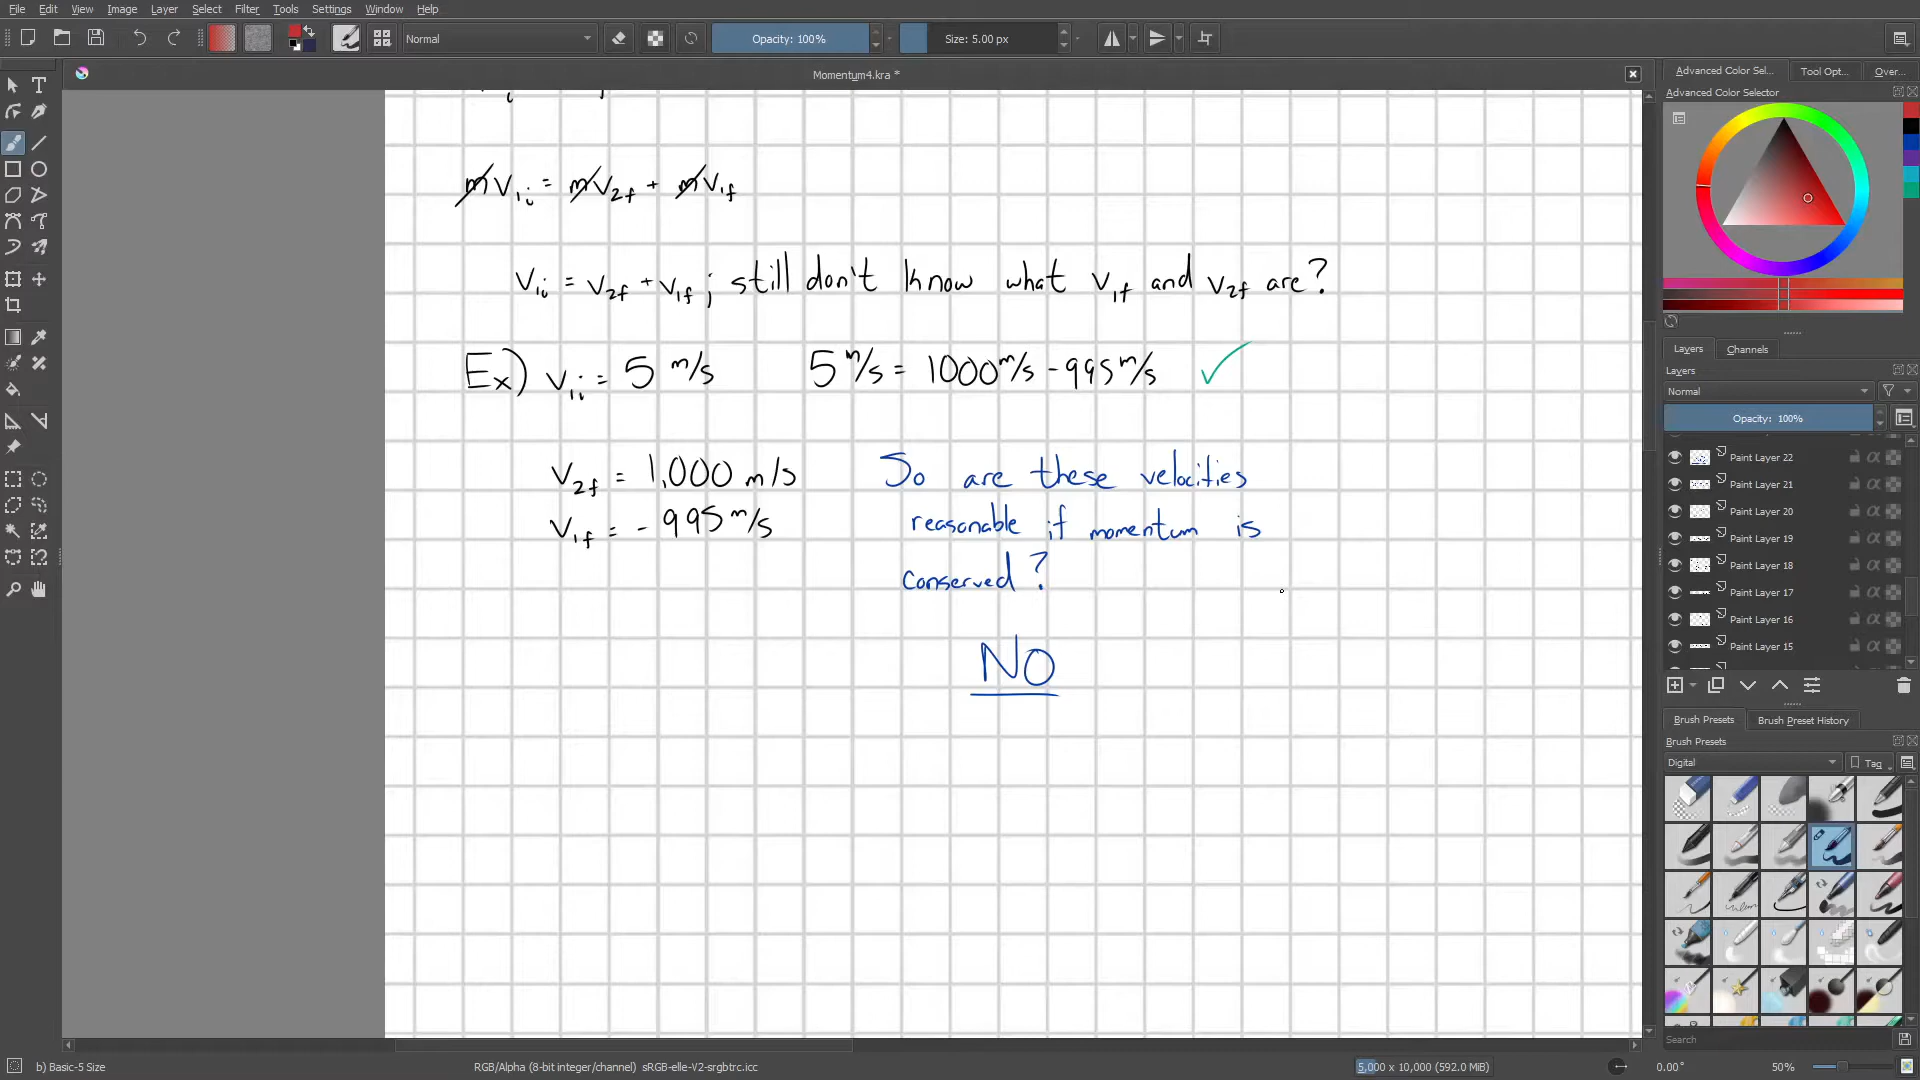 File Edit View Image Layer Select Filter Tools Settings Window Help
Normal Opacity: 100% Size: 5.00 px
Momentum4.kra *
Advanced Color Sel... Tool Opt... Over...
Advanced Color Selector
mv₁ᵢ = mv₂f + mv₁f
v₁ᵢ = v₂f + v₁f ; still don't know what v₁f and v₂f are?
Ex) v₁ᵢ = 5 m/s 5 m/s = 1000 m/s - 995 m/s ✓
v₂f = 1,000 m/s
v₁f = - 995 m/s
So are these velocities
reasonable if momentum is
conserved?
NO
Layers Channels
Layers
Normal
Opacity: 100%
Paint Layer 22
Paint Layer 21
Paint Layer 20
Paint Layer 19
Paint Layer 18
Paint Layer 17
Paint Layer 16
Paint Layer 15
Brush Presets Brush Preset History
Brush Presets
Digital Tag
Search
b) Basic-5 Size RGB/Alpha (8-bit integer/channel) sRGB-elle-V2-srgbtrc.icc 5,000 x 10,000 (592.0 MiB) 0.00° 50%